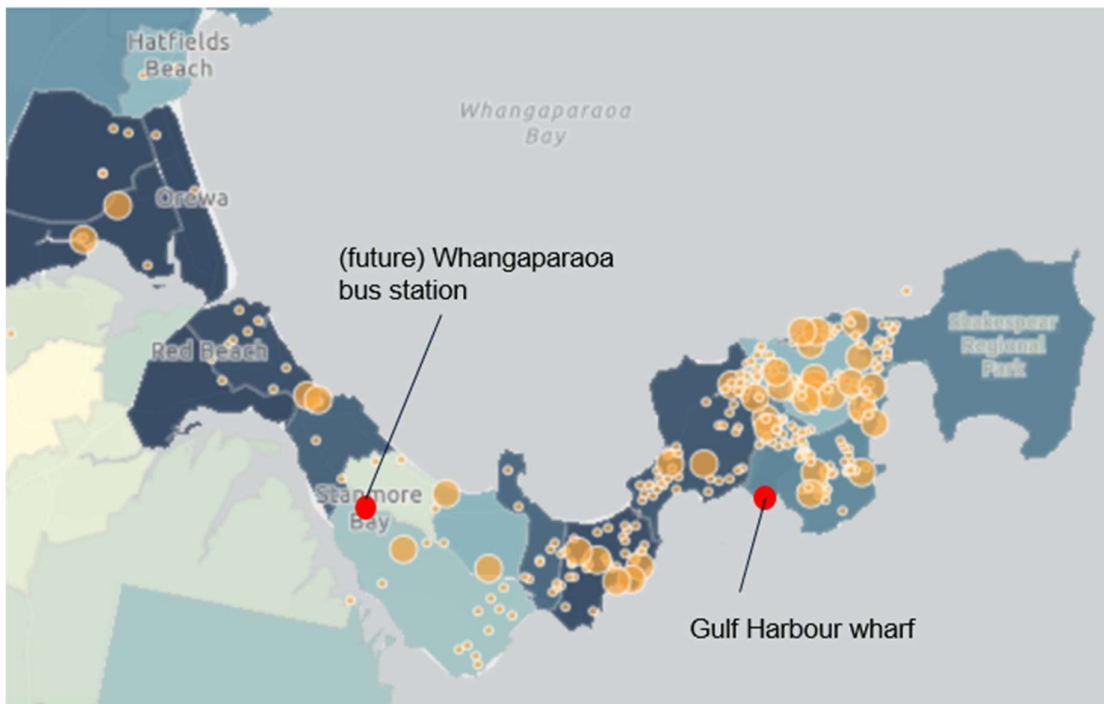 Hatfields
Beach
Whangaparaoa
Bay
Orewa
(future) Whangaparaoa
bus station
Red Beach
Shakespear
Regional
Park
Stanmore
Bay
Gulf Harbour wharf